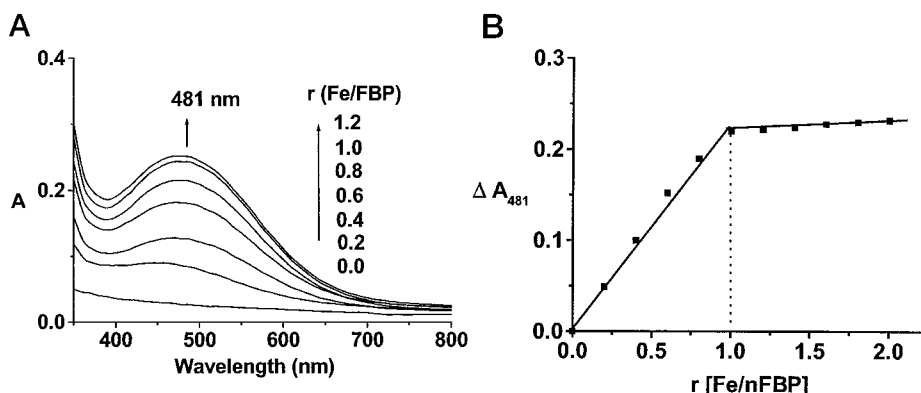 A
0.4
0.2
0.0
A
481 nm
r (Fe/FBP)
1.2
1.0
0.8
0.6
0.4
0.2
0.0
400 500 600 700 800
Wavelength (nm)
B
0.3
0.2
0.1
0.0
Δ A481
0.0 0.5 1.0 1.5 2.0
r [Fe/nFBP]